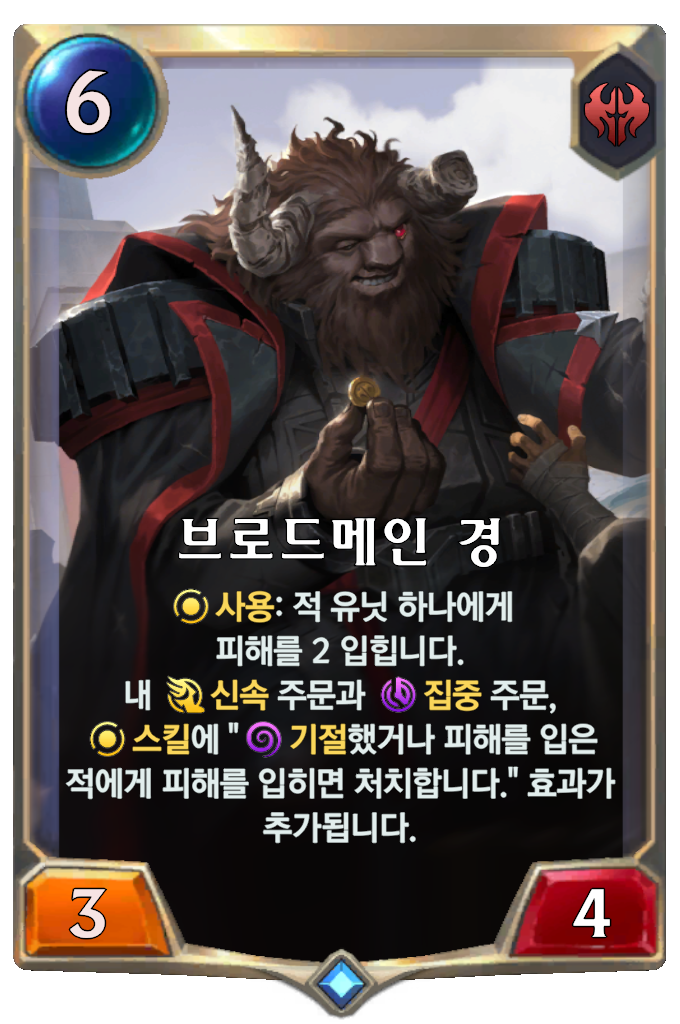 6
브로드메인 경
사용: 적 유닛 하나에게
피해를 2 입힙니다.
내 신속 주문과 집중 주문,
스킬에 "기절했거나 피해를 입은
적에게 피해를 입히면 처치합니다." 효과가
추가됩니다.
3
4